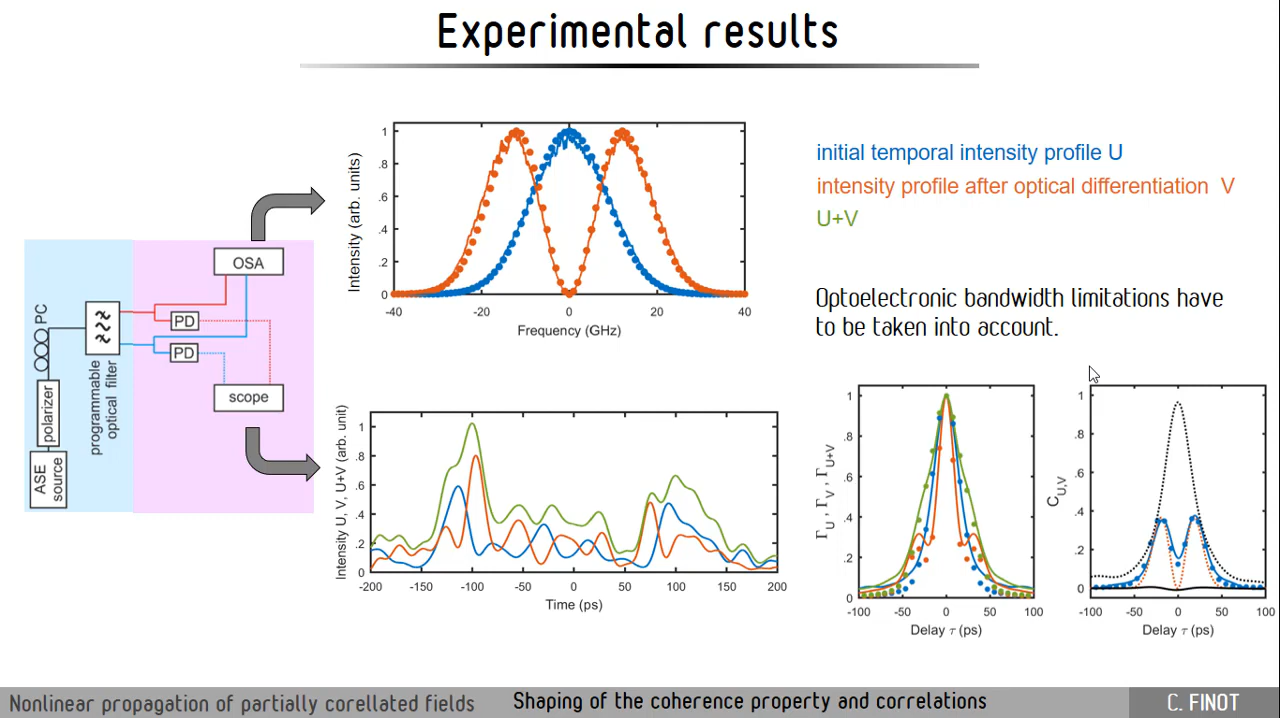 Experimental results
OSA
PC
PD
PD
programmable
optical filter
polarizer
scope
ASE
source
Intensity (arb. units)
1
.8
.6
.4
.2
0
-40
-20
0
20
40
Frequency (GHz)
initial temporal intensity profile U
intensity profile after optical differentiation V
U+V
Optoelectronic bandwidth limitations have
to be taken into account.
Intensity U, V, U+V (arb. unit)
1
.8
.6
.4
.2
0
-200
-150
-100
-50
0
50
100
150
200
Time (ps)
Γ_U , Γ_V , Γ_U+V
1
.8
.6
.4
.2
0
-100
-50
0
50
100
Delay τ (ps)
C_U,V
1
.8
.6
.4
.2
0
-100
-50
0
50
100
Delay τ (ps)
Nonlinear propagation of partially corellated fields
Shaping of the coherence property and correlations
C. FINOT